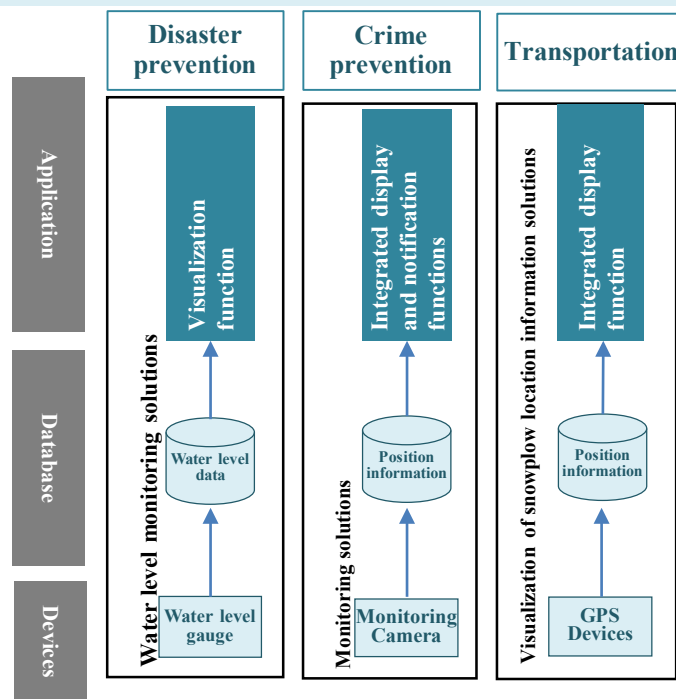 Disaster
prevention
Crime
prevention
Transportation
Application
Database
Devices
Water level monitoring solutions
Visualization
function
Water level
data
Water level
gauge
Monitoring solutions
Integrated display
and notification
functions
Position
information
Monitoring
Camera
Visualization of snowplow location information solutions
Integrated display
function
Position
information
GPS
Devices